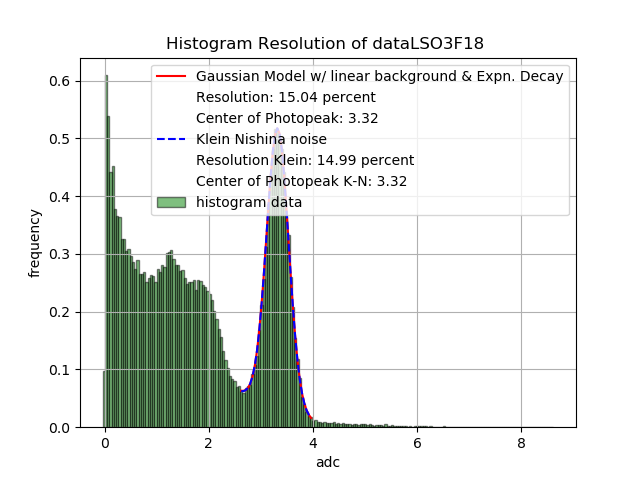 Histogram Resolution of dataLSO3F18
Gaussian Model w/ linear background & Expn. Decay
Resolution: 15.04 percent
Center of Photopeak: 3.32
Klein Nishina noise
Resolution Klein: 14.99 percent
Center of Photopeak K-N: 3.32
histogram data
frequency
0.6
0.5
0.4
0.3
0.2
0.1
0.0
0 2 4 6 8
adc